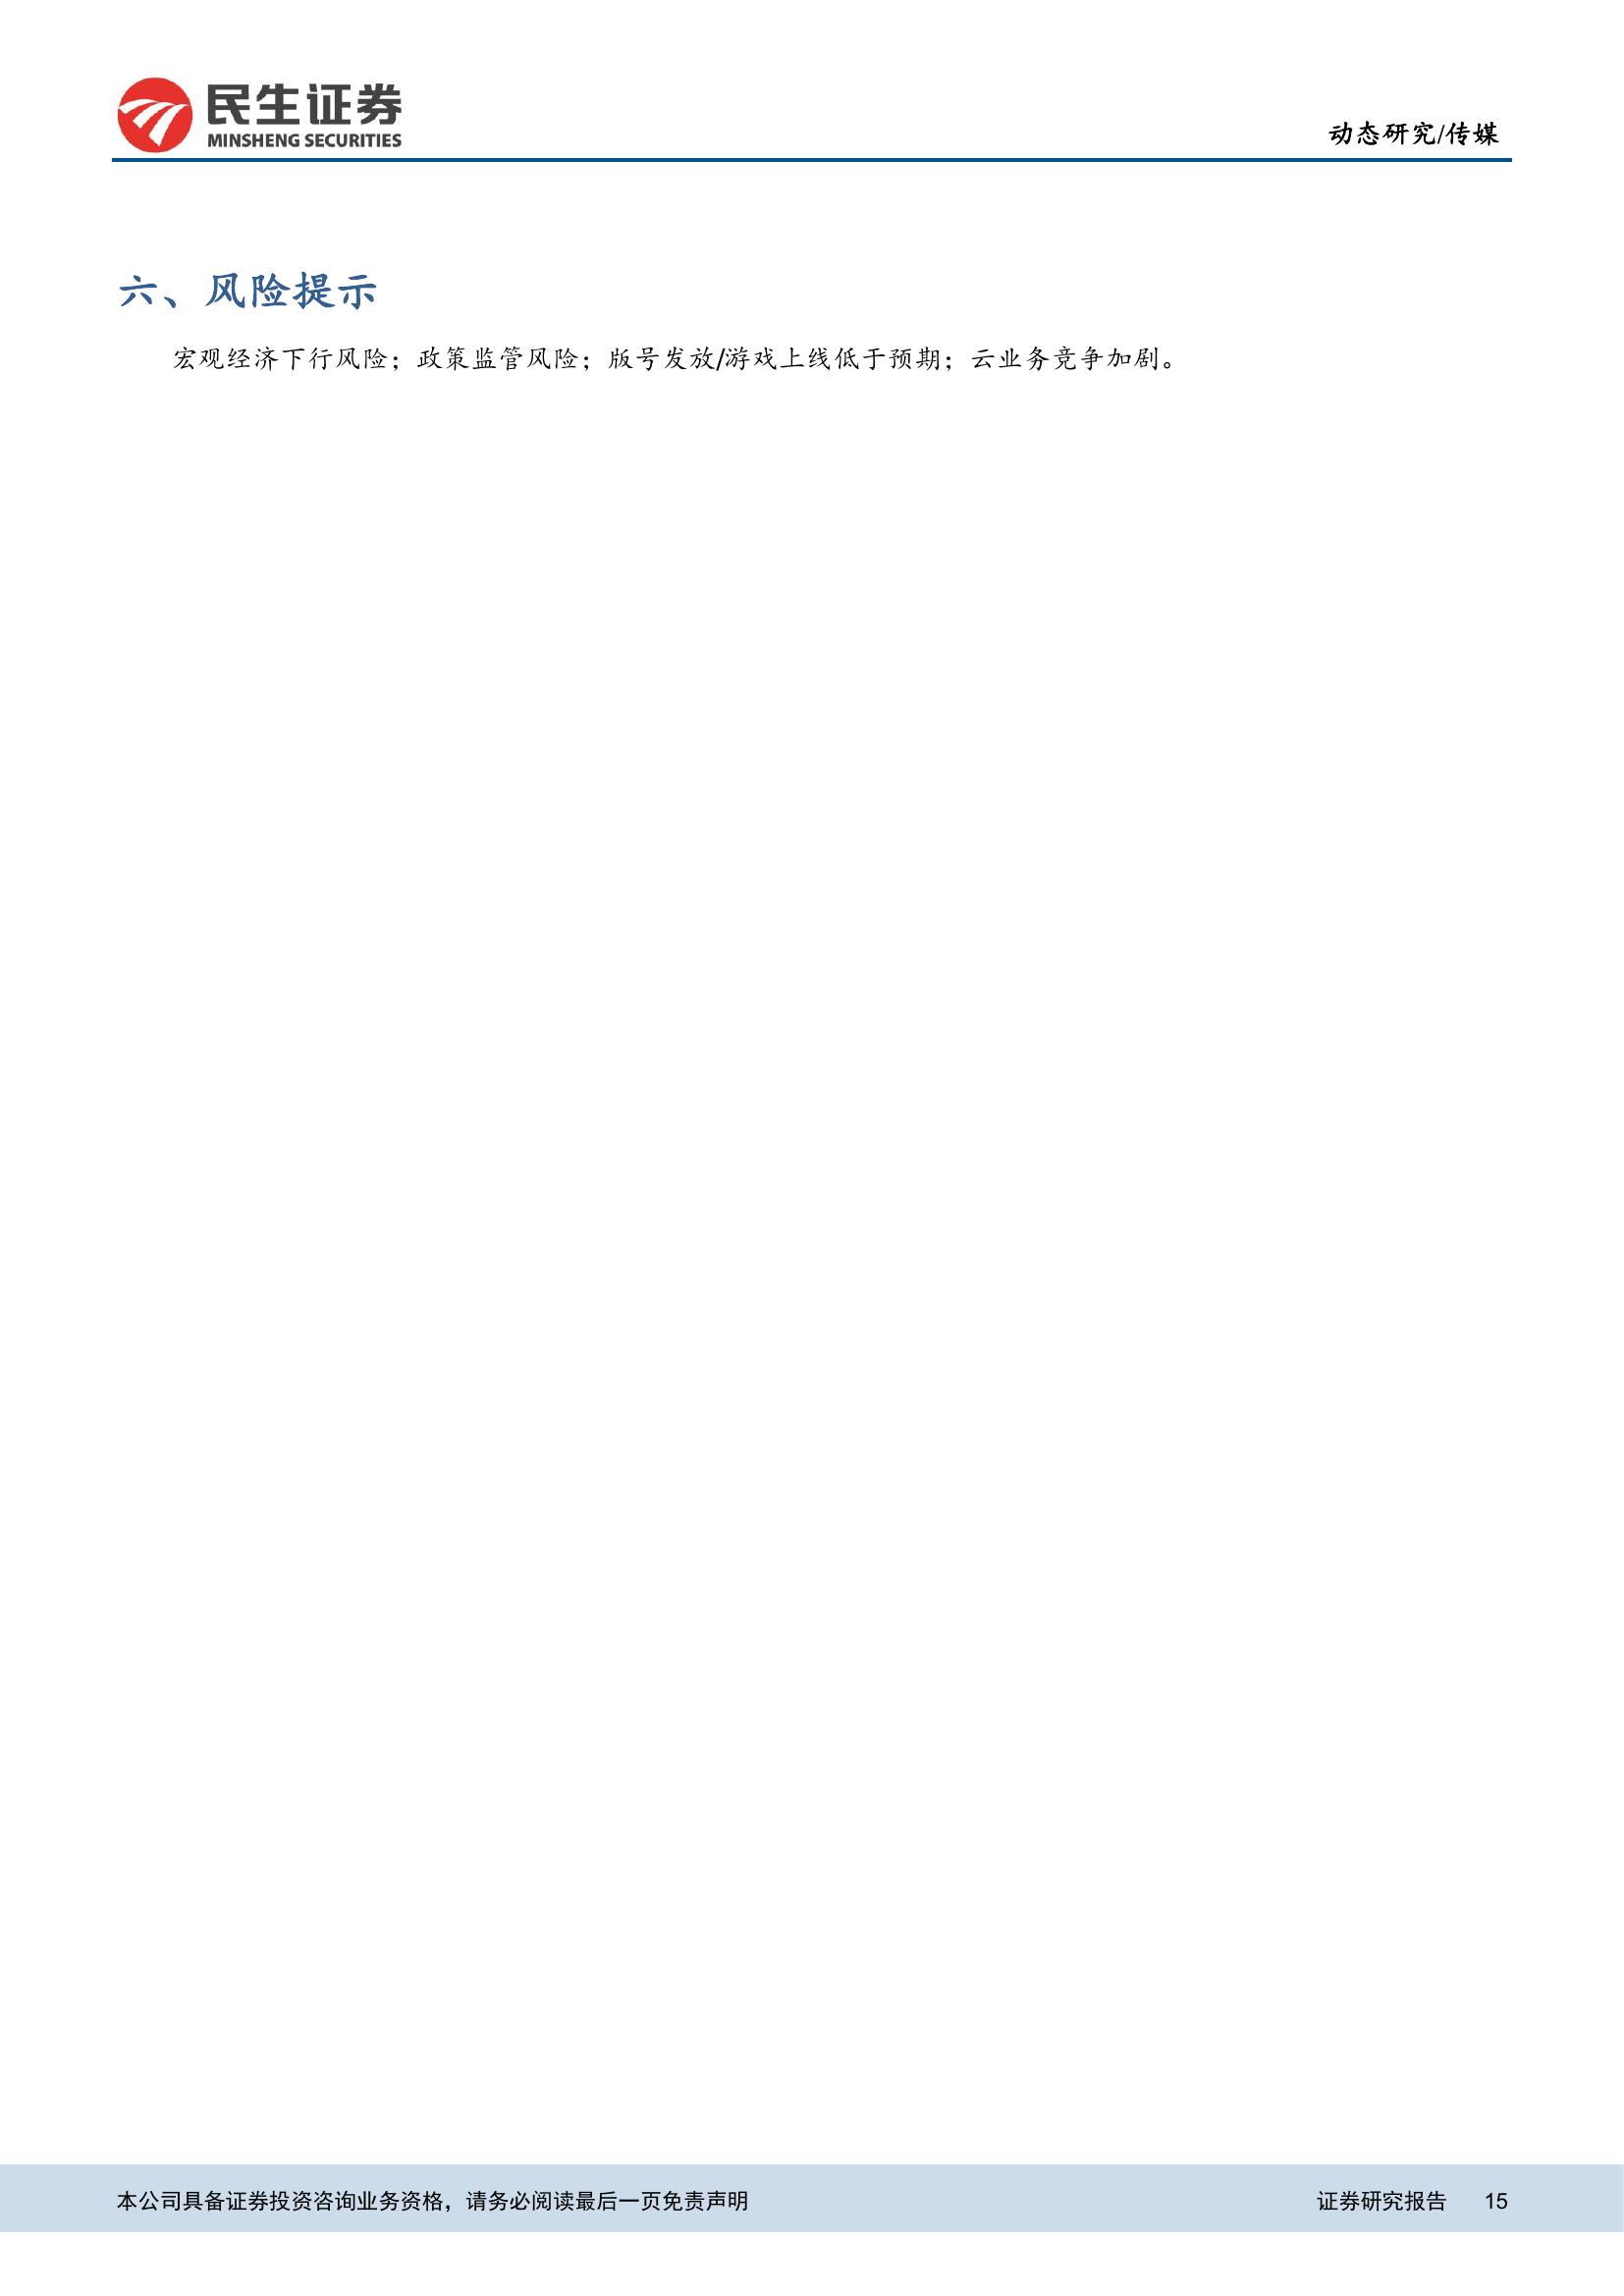 民生证券
MINSHENG SECURITIES
动态研究/传媒
六、风险提示
宏观经济下行风险；政策监管风险；版号发放/游戏上线低于预期；云业务竞争加剧。
本公司具备证券投资咨询业务资格，请务必阅读最后一页免责声明
证券研究报告 15